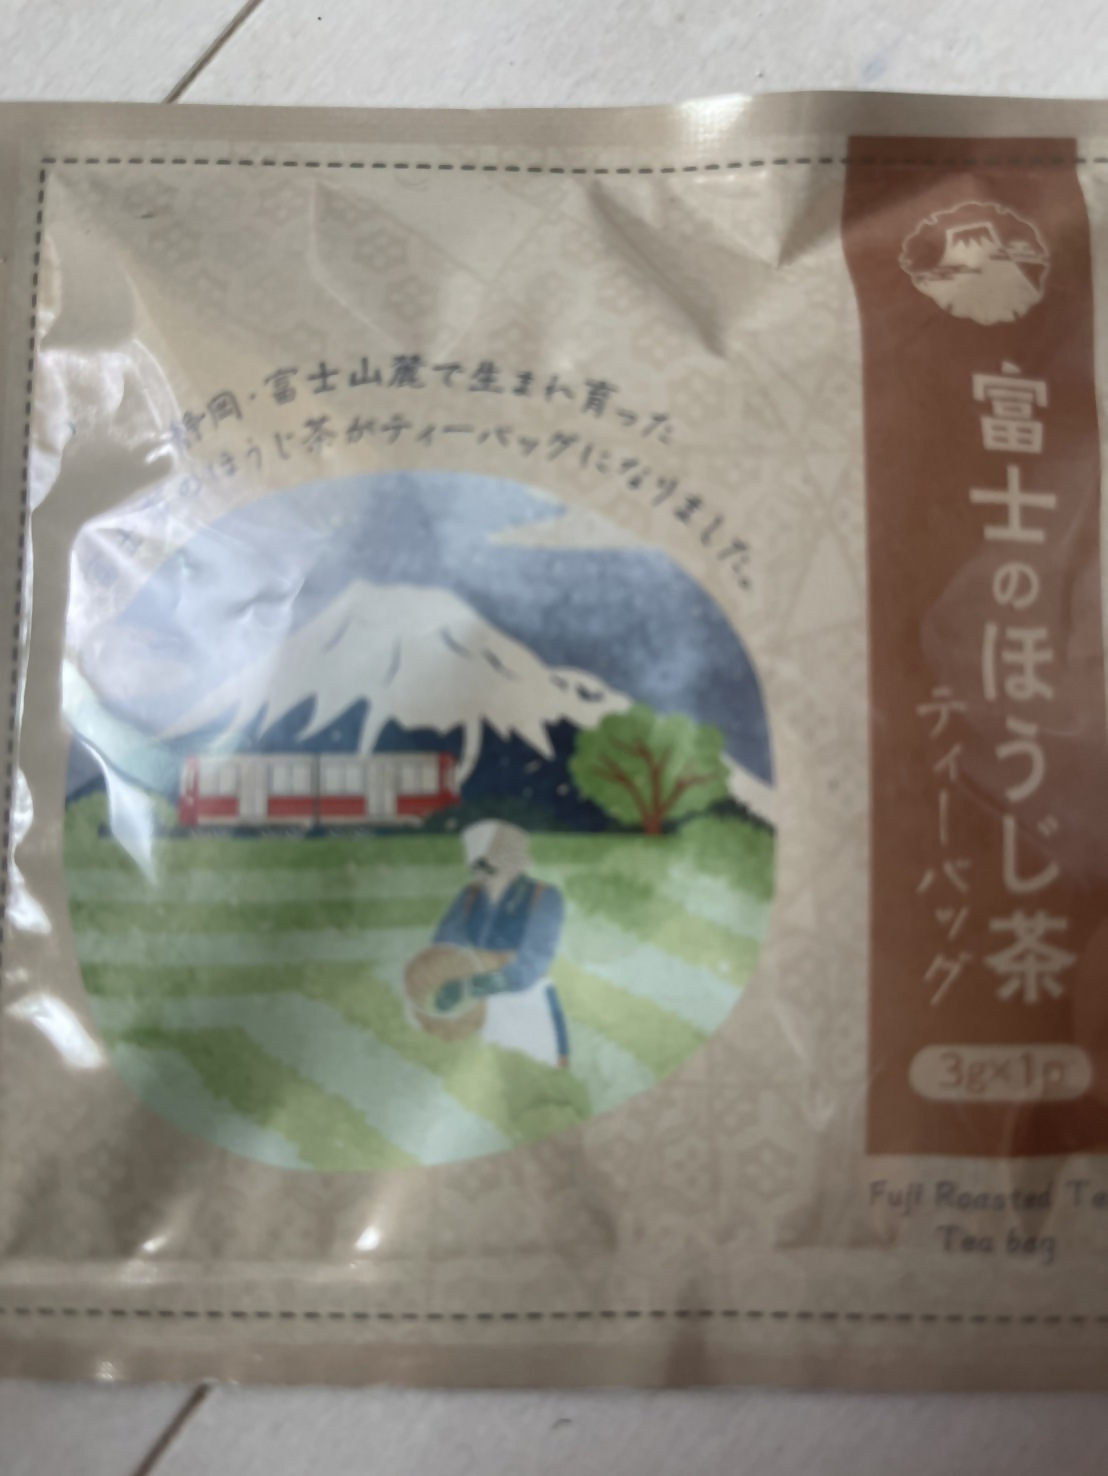 静岡・富士山麓で生まれ育った
のほうじ茶がティーバッグになりました。
富士のほうじ茶
ティーバッグ
3g×1p
Fuji Roasted
Tea bag